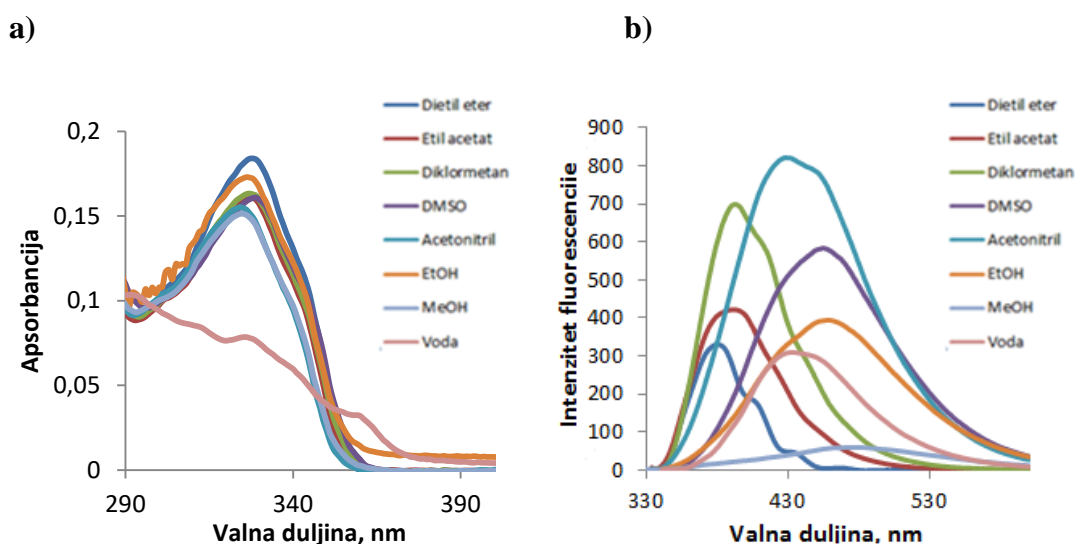 a)
Apsorbancija
0,2
0,15
0,1
0,05
0
290
340
390
Valna duljina, nm
Dietil eter
Etil acetat
Diklormetan
DMSO
Acetonitril
EtOH
MeOH
Voda
b)
Intenzitet fluorescencije
900
800
700
600
500
400
300
200
100
0
330
430
530
Valna duljina, nm
Dietil eter
Etil acetat
Diklormetan
DMSO
Acetonitril
EtOH
MeOH
Voda